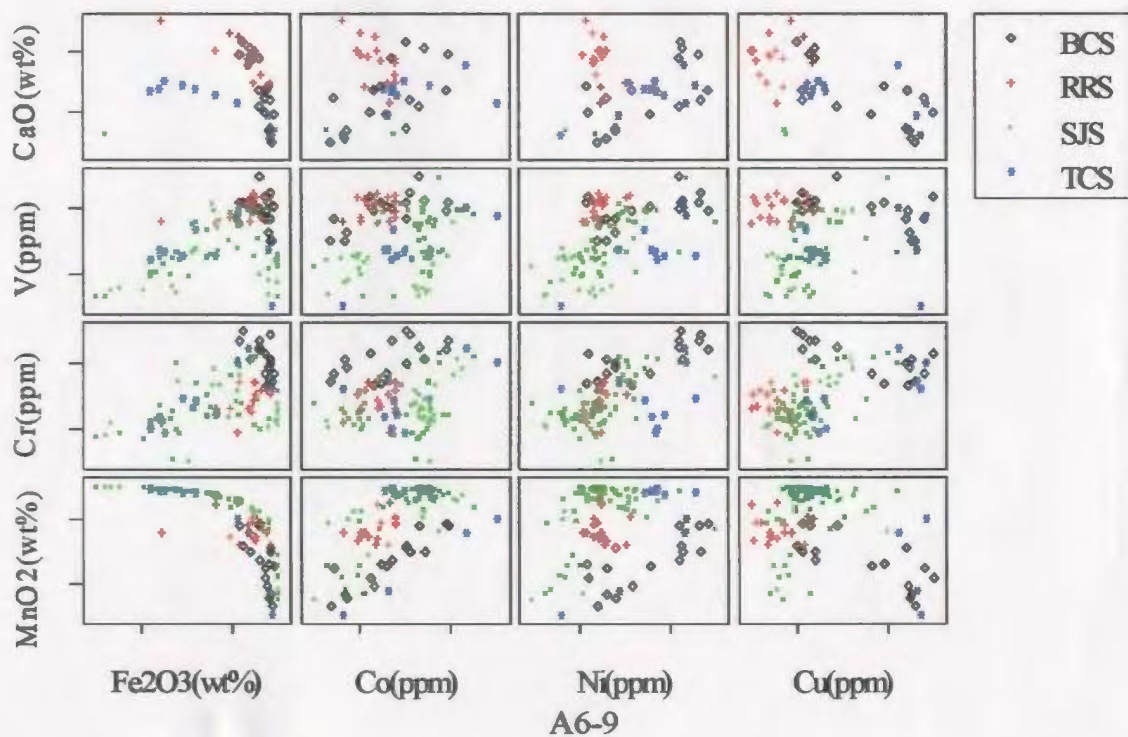 CaO(wt%)
V(ppm)
Cr(ppm)
MnO2(wt%)
Fe2O3(wt%) Co(ppm) Ni(ppm) Cu(ppm)
A6-9
BCS
RRS
SJS
TCS